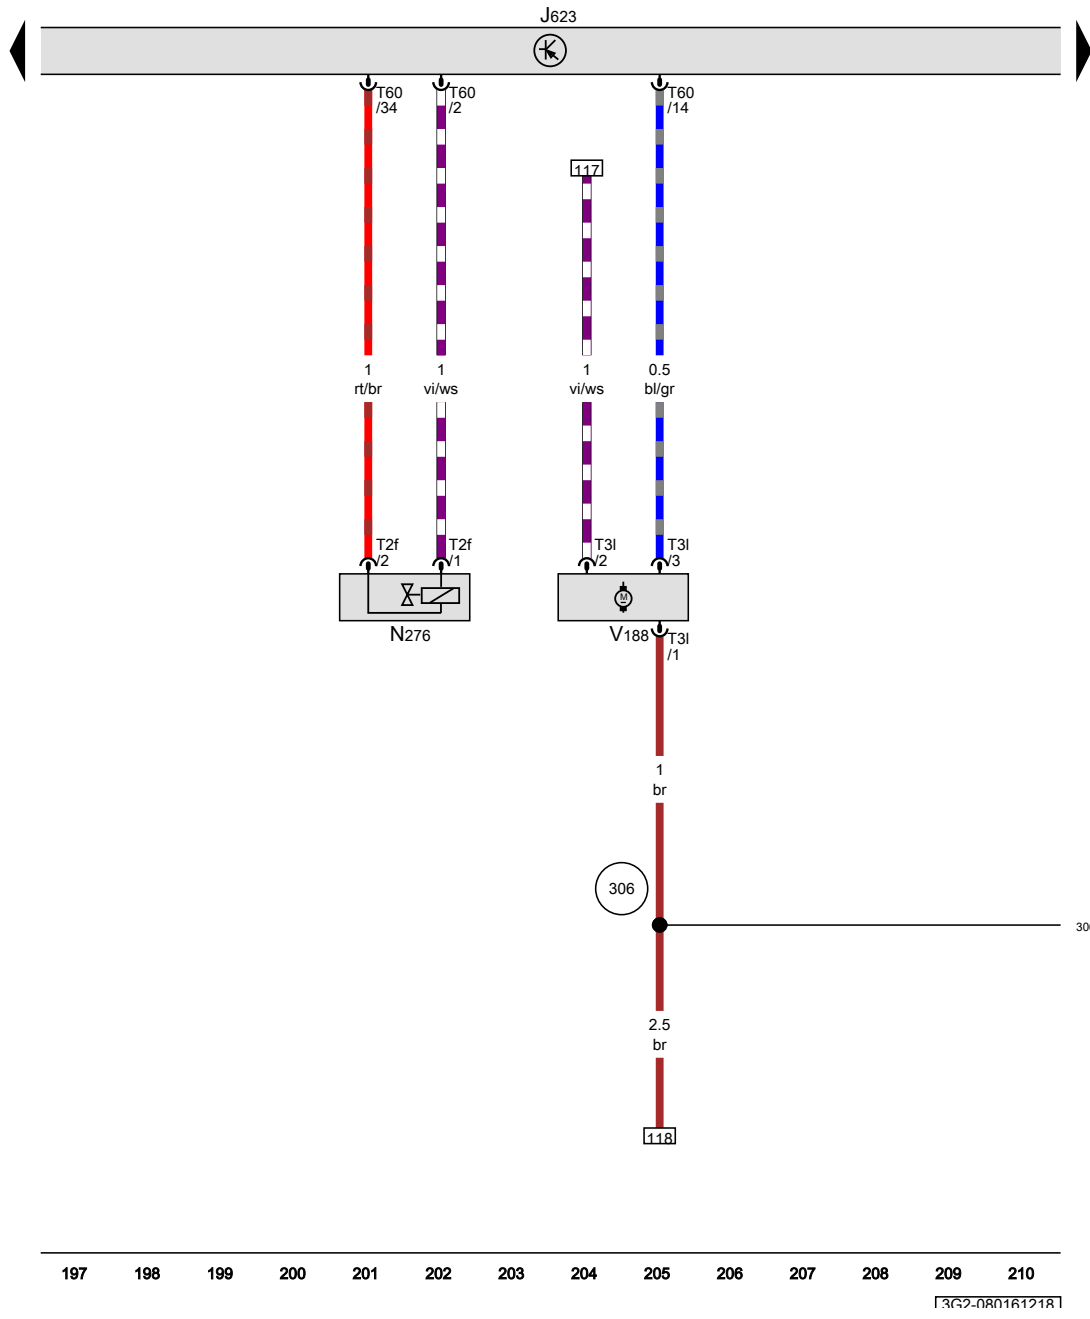 J623
T60
/34
T60
/2
T60
/14
117
1
rt/br
1
vi/ws
1
vi/ws
0.5
bl/gr
T2f
/2
T2f
/1
T3l
/2
T3l
/3
M
N276
V188
T3l
/1
1
br
306
2.5
br
118
197 198 199 200 201 202 203 204 205 206 207 208 209 210
3G2-080161218